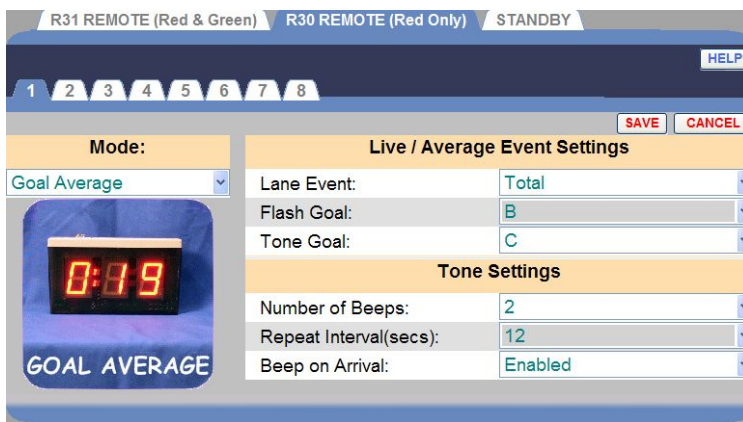 R31 REMOTE (Red & Green) R30 REMOTE (Red Only) STANDBY
HELP
1 2 3 4 5 6 7 8
SAVE CANCEL
Mode:
Goal Average
0:19
GOAL AVERAGE
Live / Average Event Settings
Lane Event: Total
Flash Goal: B
Tone Goal: C
Tone Settings
Number of Beeps: 2
Repeat Interval(secs): 12
Beep on Arrival: Enabled